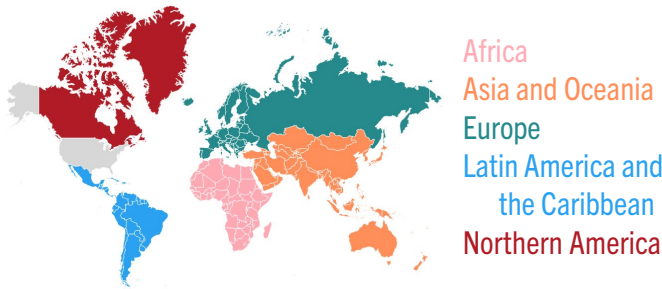 Africa
Asia and Oceania
Europe
Latin America and
the Caribbean
Northern America